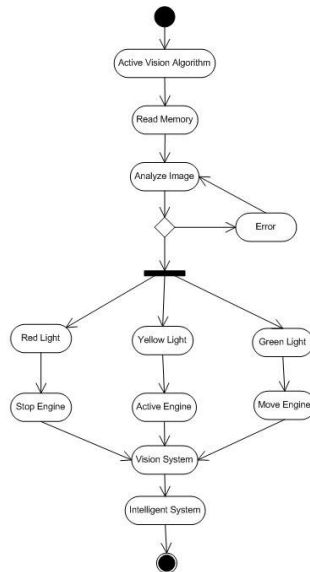 Active Vision Algorithm
Read Memory
Analyze Image
Error
Red Light
Yellow Light
Green Light
Stop Engine
Active Engine
Move Engine
Vision System
Intelligent System